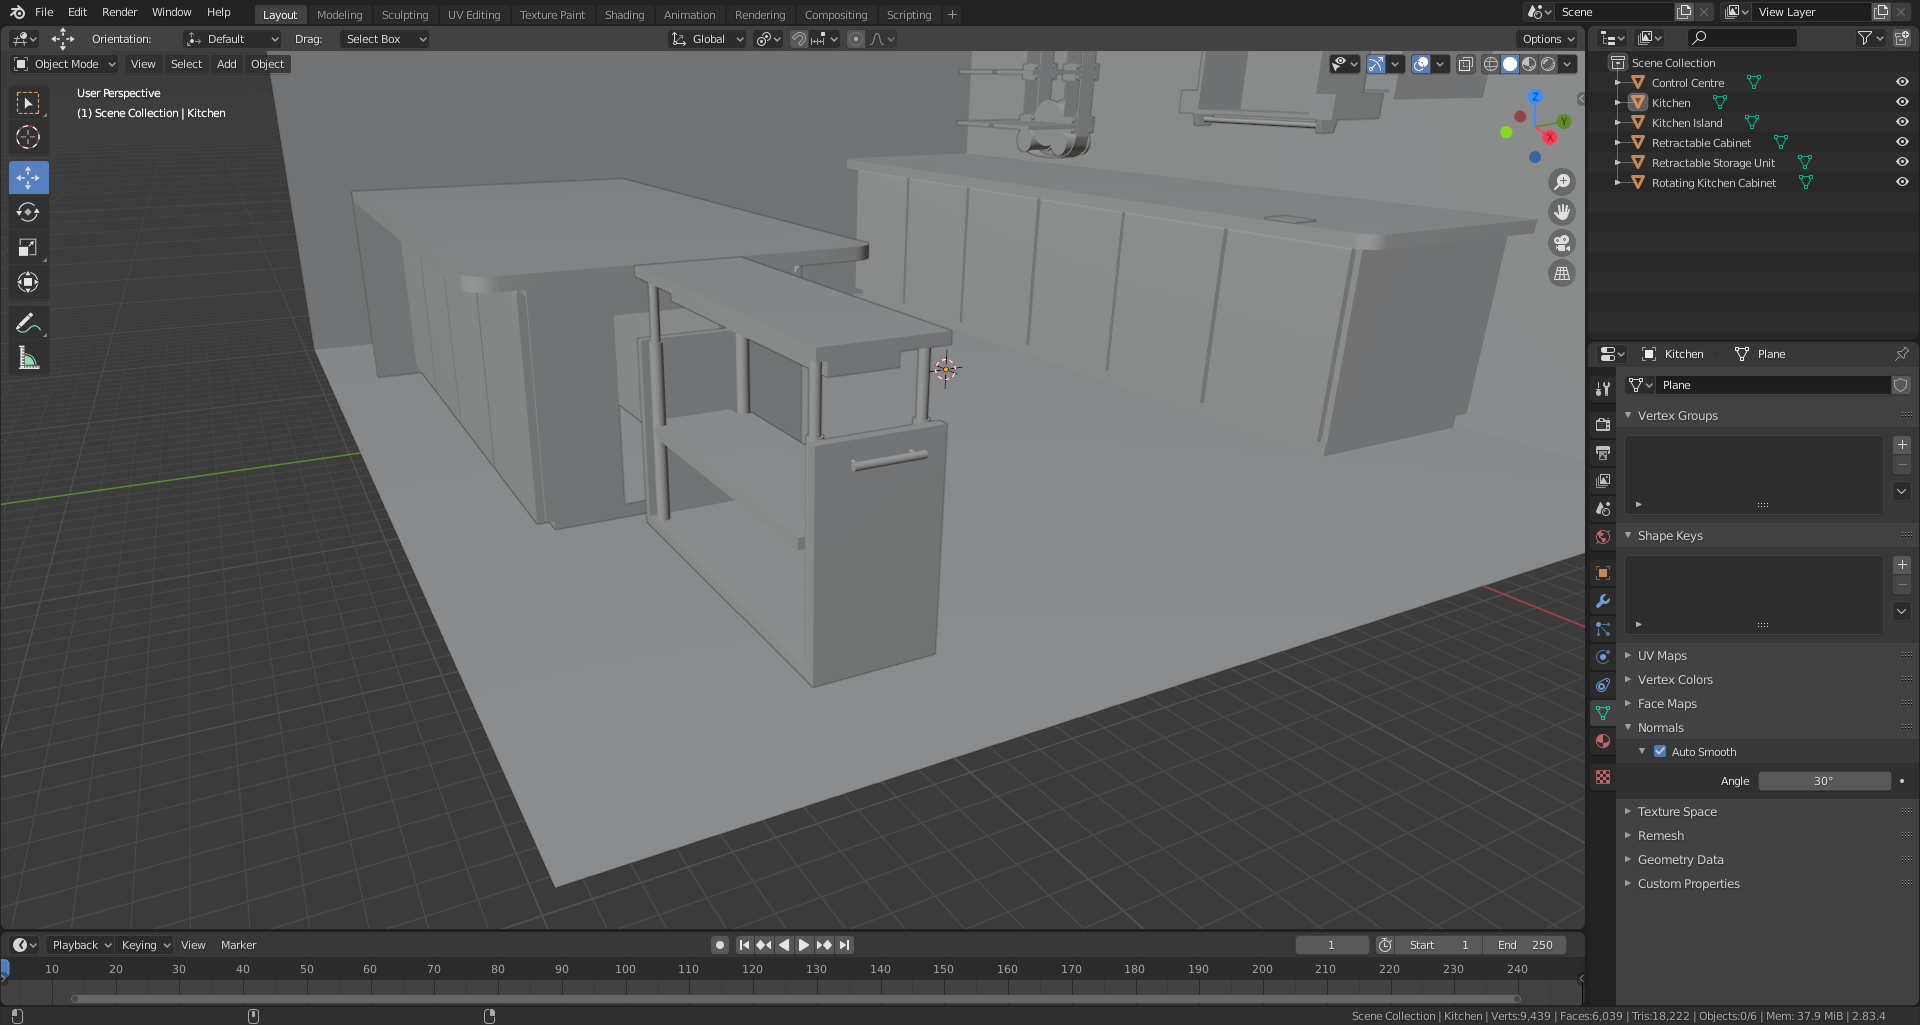 File Edit Render Window Help Layout Modeling Sculpting UV Editing Texture Paint Shading Animation Rendering Compositing Scripting + Scene View Layer
Orientation: Default Drag: Select Box Global Options
Object Mode View Select Add Object
User Perspective
(1) Scene Collection | Kitchen
Z
Y
X
Scene Collection
Control Centre
Kitchen
Kitchen Island
Retractable Cabinet
Retractable Storage Unit
Rotating Kitchen Cabinet
Kitchen Plane
Plane
Vertex Groups
Shape Keys
UV Maps
Vertex Colors
Face Maps
Normals
Auto Smooth
Angle 30°
Texture Space
Remesh
Geometry Data
Custom Properties
Playback Keying View Marker 1 Start 1 End 250
10 20 30 40 50 60 70 80 90 100 110 120 130 140 150 160 170 180 190 200 210 220 230 240
Scene Collection | Kitchen | Verts:9,439 | Faces:6,039 | Tris:18,222 | Objects:0/6 | Mem: 37.9 MiB | 2.83.4